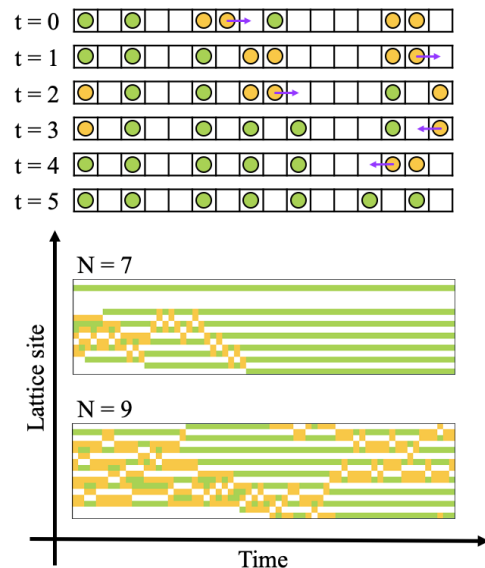 t = 0
t = 1
t = 2
t = 3
t = 4
t = 5
N = 7
N = 9
Lattice site
Time